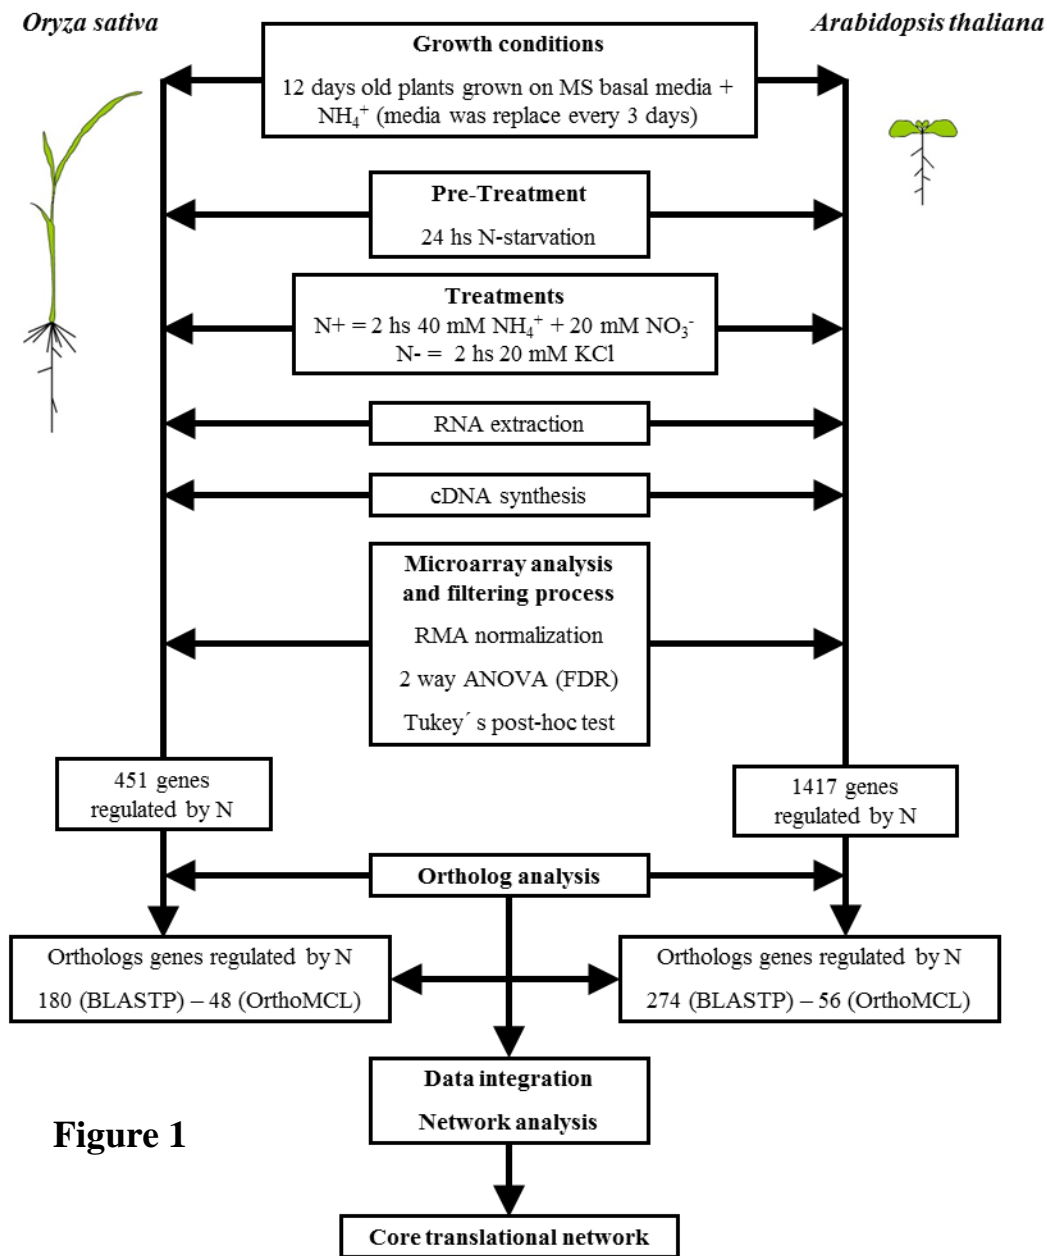 Oryza sativa
Arabidopsis thaliana
Growth conditions
12 days old plants grown on MS basal media +
NH₄⁺ (media was replace every 3 days)
Pre-Treatment
24 hs N-starvation
Treatments
N+ = 2 hs 40 mM NH₄⁺ + 20 mM NO₃⁻
N- = 2 hs 20 mM KCl
RNA extraction
cDNA synthesis
Microarray analysis
and filtering process
RMA normalization
2 way ANOVA (FDR)
Tukey´s post-hoc test
451 genes
regulated by N
1417 genes
regulated by N
Ortholog analysis
Orthologs genes regulated by N
180 (BLASTP) – 48 (OrthoMCL)
Orthologs genes regulated by N
274 (BLASTP) – 56 (OrthoMCL)
Data integration
Network analysis
Figure 1
Core translational network